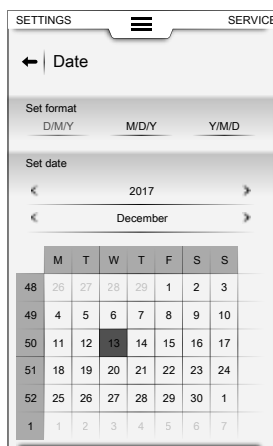 SETTINGS SERVICE
Date
Set format
D/M/Y M/D/Y Y/M/D
Set date
2017
December
M T W T F S S
48 26 27 28 29 1 2 3
49 4 5 6 7 8 9 10
50 11 12 13 14 15 16 17
51 18 19 20 21 22 23 24
52 25 26 27 28 29 30 1
1 1 2 3 4 5 6 7